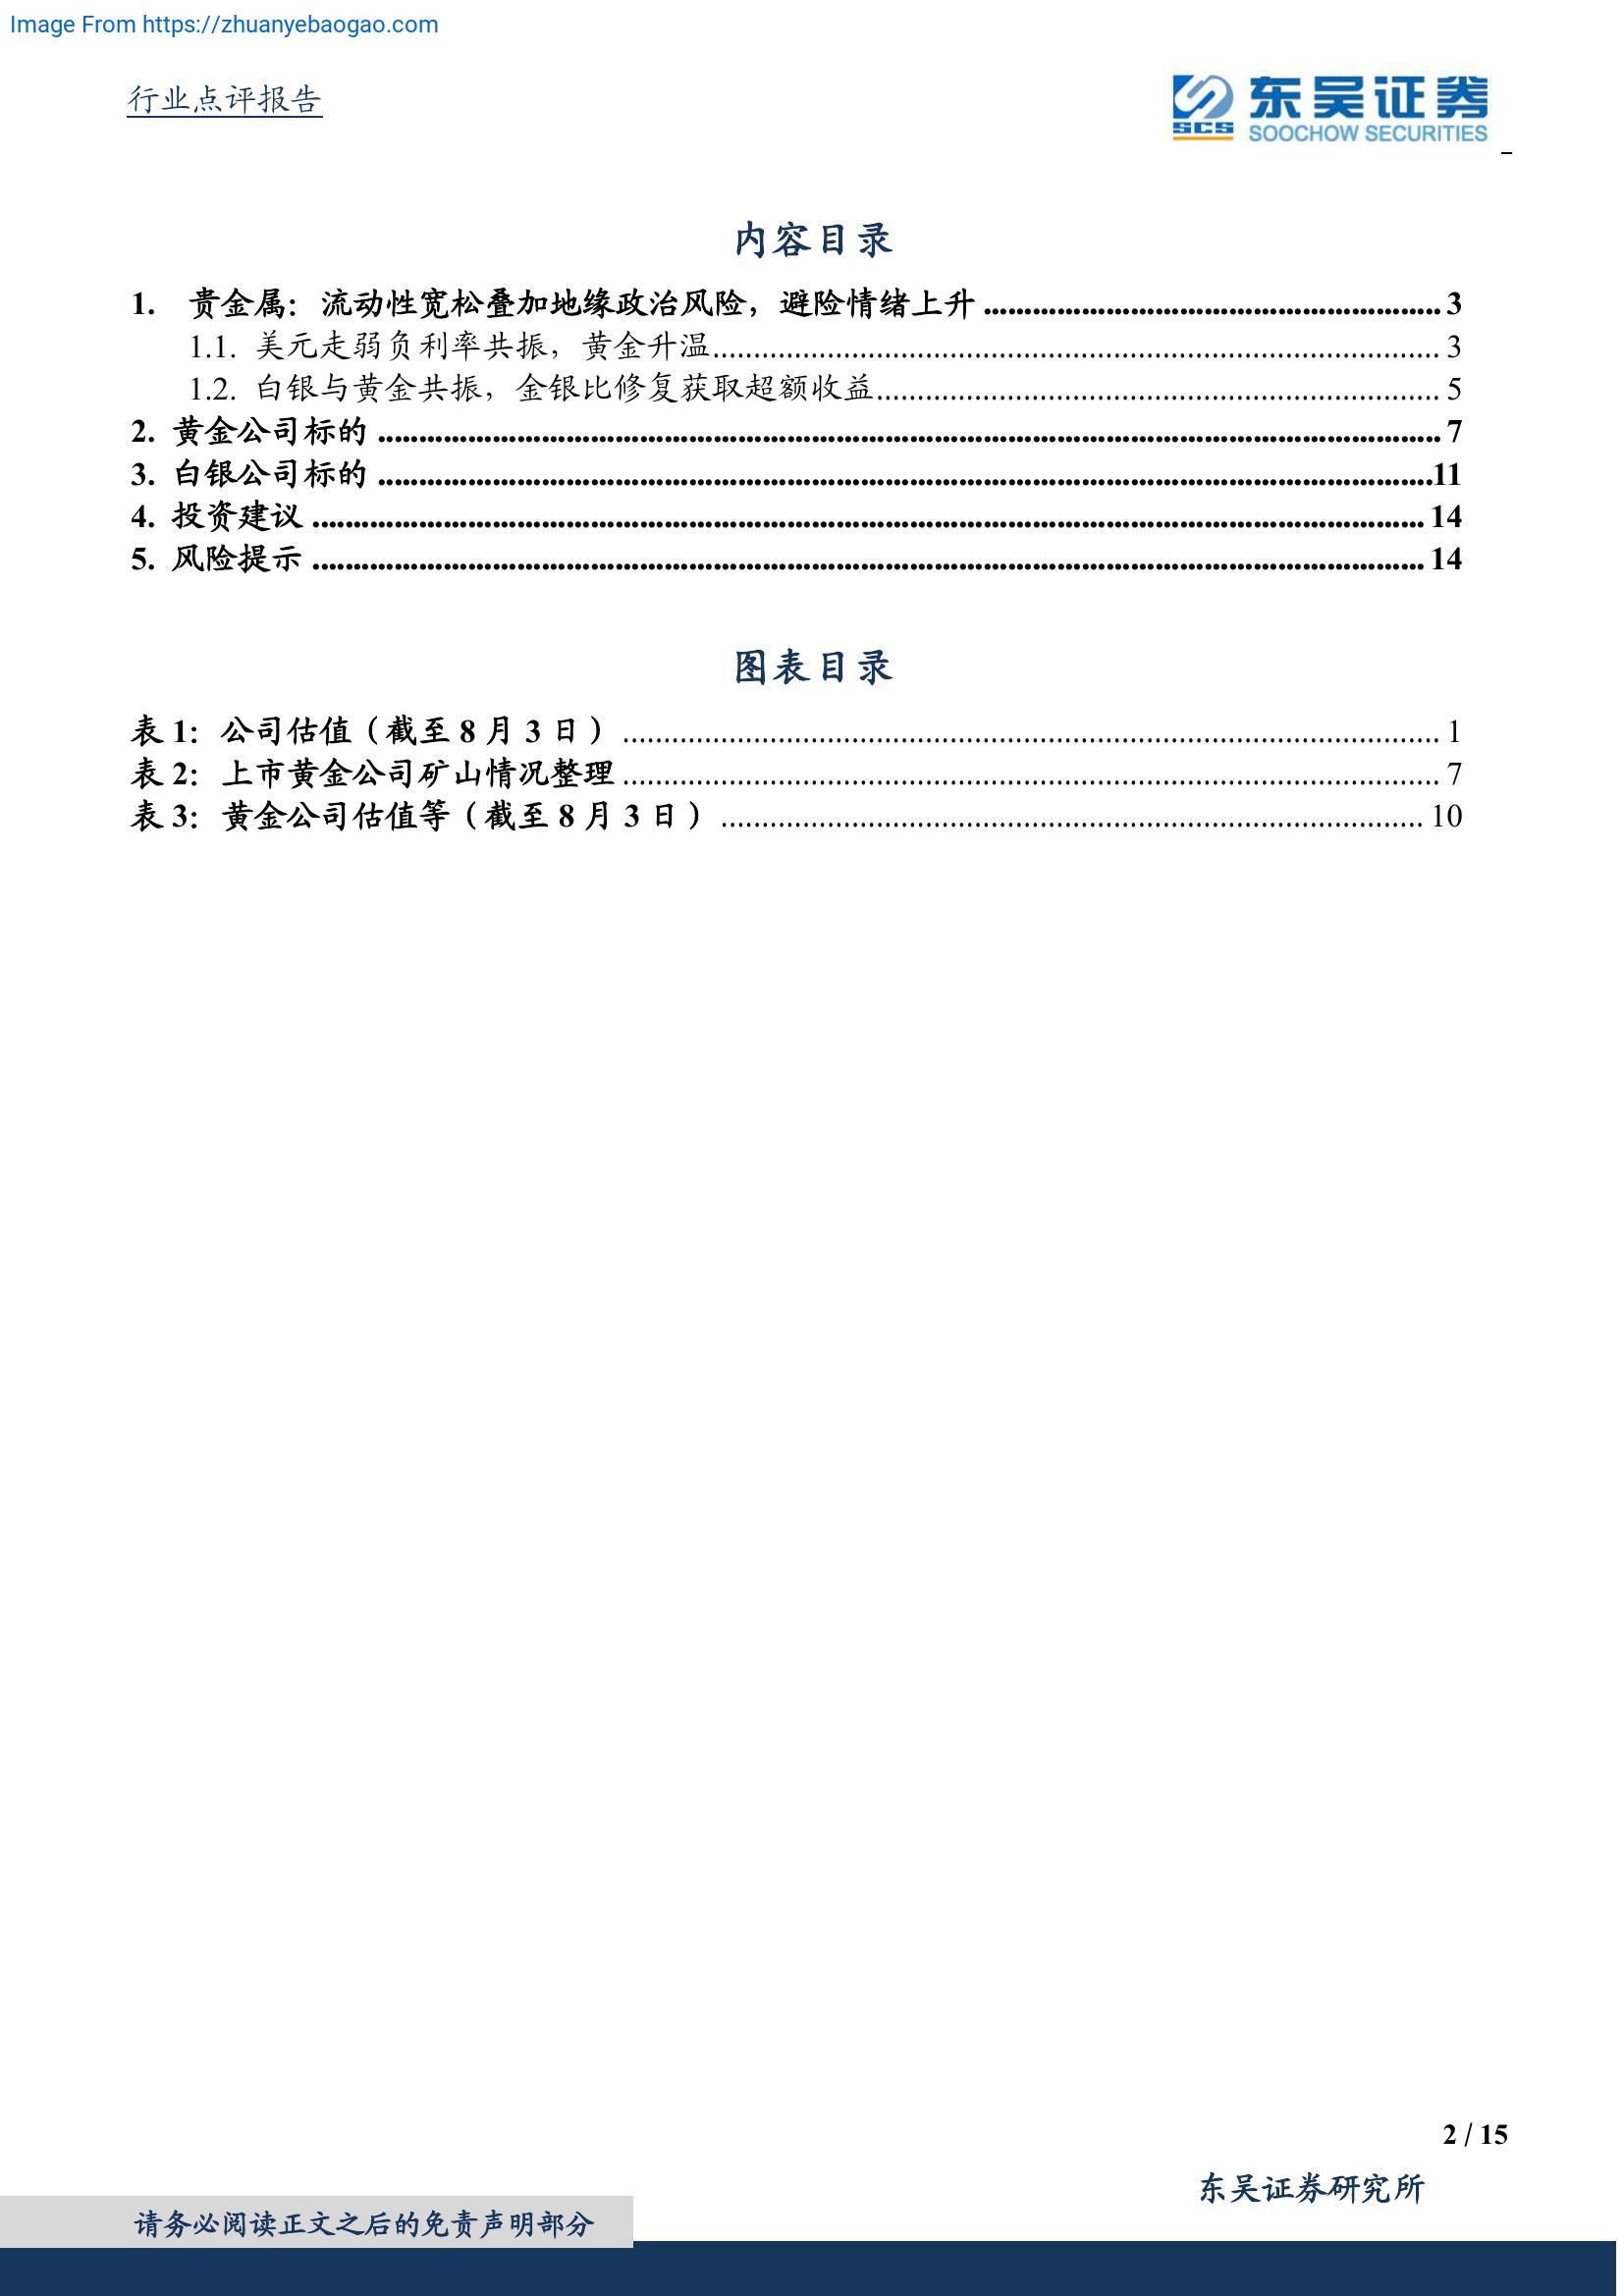 Image From https://zhuanyebaogao.com
行业点评报告
SCS
东吴证券
SOOCHOW SECURITIES
内容目录
1. 贵金属：流动性宽松叠加地缘政治风险，避险情绪上升 ........ 3
1.1. 美元走弱负利率共振，黄金升温 ........ 3
1.2. 白银与黄金共振，金银比修复获取超额收益 ........ 5
2. 黄金公司标的 ........ 7
3. 白银公司标的 ........ 11
4. 投资建议 ........ 14
5. 风险提示 ........ 14
图表目录
表 1：公司估值（截至 8 月 3 日） ........ 1
表 2：上市黄金公司矿山情况整理 ........ 7
表 3：黄金公司估值等（截至 8 月 3 日） ........ 10
2 / 15
东吴证券研究所
请务必阅读正文之后的免责声明部分